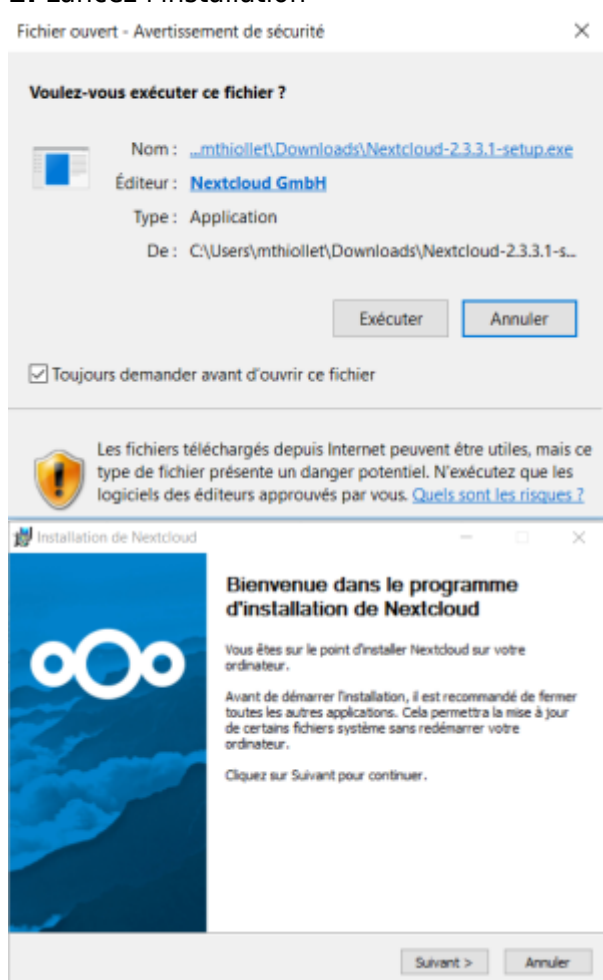 2. Lancez l'installation
Fichier ouvert - Avertissement de sécurité
Voulez-vous exécuter ce fichier ?
Nom : ...mthiollet\Downloads\Nextcloud-2.3.3.1-setup.exe
Éditeur : Nextcloud GmbH
Type : Application
De : C:\Users\mthiollet\Downloads\Nextcloud-2.3.3.1-s...
Exécuter Annuler
Toujours demander avant d'ouvrir ce fichier
Les fichiers téléchargés depuis Internet peuvent être utiles, mais ce
type de fichier présente un danger potentiel. N'exécutez que les
logiciels des éditeurs approuvés par vous. Quels sont les risques ?
Installation de Nextcloud
Bienvenue dans le programme
d'installation de Nextcloud
Vous êtes sur le point d'installer Nextcloud sur votre
ordinateur.
Avant de démarrer l'installation, il est recommandé de fermer
toutes les autres applications. Cela permettra la mise à jour
de certains fichiers système sans redémarrer votre
ordinateur.
Cliquez sur Suivant pour continuer.
Suivant > Annuler